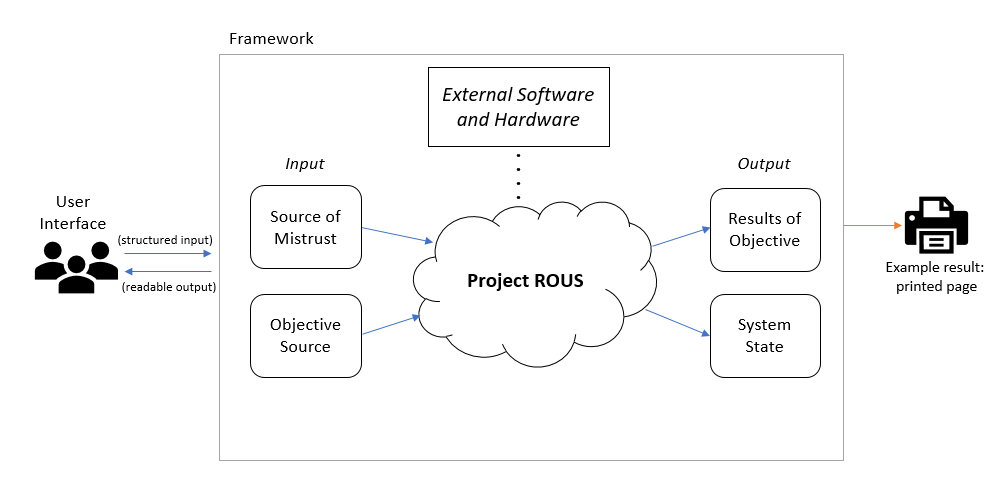 Framework
External Software
and Hardware
Input
Output
User
Interface
(structured input)
(readable output)
Source of
Mistrust
Objective
Source
Project ROUS
Results of
Objective
System
State
Example result:
printed page